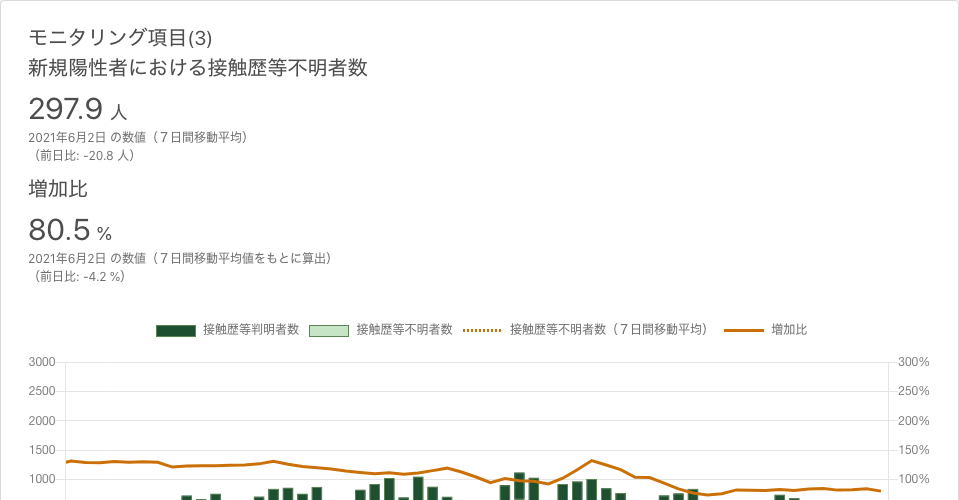 モニタリング項目(3)
新規陽性者における接触歴等不明者数
297.9 人
2021年6月2日 の数値（７日間移動平均）
（前日比: -20.8 人）
増加比
80.5 %
2021年6月2日 の数値（７日間移動平均値をもとに算出）
（前日比: -4.2 %）
接触歴等判明者数 接触歴等不明者数 接触歴等不明者数（７日間移動平均） 増加比
3000 300%
2500 250%
2000 200%
1500 150%
1000 100%